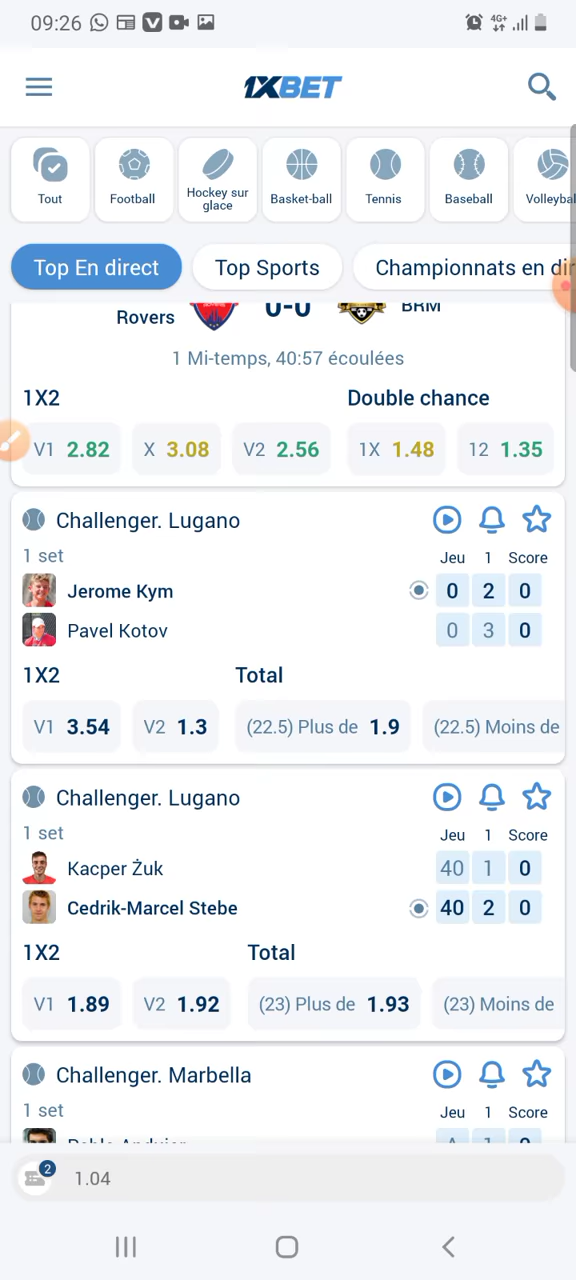 09:26 4G+
1XBET
Tout Football Hockey sur glace Basket-ball Tennis Baseball Volleybal
Top En direct Top Sports Championnats en dir
Rovers 0-0 BRM
1 Mi-temps, 40:57 écoulées
1X2 Double chance
V1 2.82 X 3.08 V2 2.56 1X 1.48 12 1.35
Challenger. Lugano
1 set Jeu 1 Score
Jerome Kym 0 2 0
Pavel Kotov 0 3 0
1X2 Total
V1 3.54 V2 1.3 (22.5) Plus de 1.9 (22.5) Moins de
Challenger. Lugano
1 set Jeu 1 Score
Kacper Żuk 40 1 0
Cedrik-Marcel Stebe 40 2 0
1X2 Total
V1 1.89 V2 1.92 (23) Plus de 1.93 (23) Moins de
Challenger. Marbella
1 set Jeu 1 Score
2 1.04